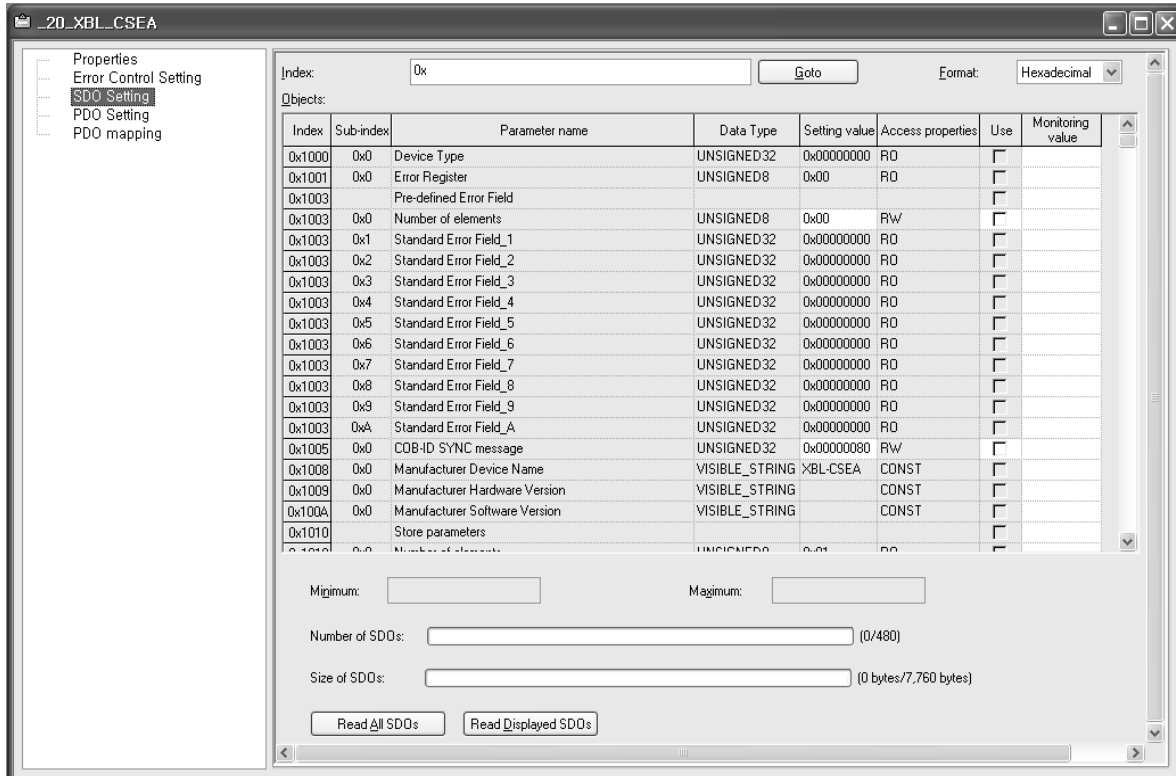 _20_XBL_CSEA
Properties
Error Control Setting
SDO Setting
PDO Setting
PDO mapping
Index: 0x Goto Format: Hexadecimal
Objects:
Index Sub-index Parameter name Data Type Setting value Access properties Use Monitoring value
0x1000 0x0 Device Type UNSIGNED32 0x00000000 RO
0x1001 0x0 Error Register UNSIGNED8 0x00 RO
0x1003 Pre-defined Error Field
0x1003 0x0 Number of elements UNSIGNED8 0x00 RW
0x1003 0x1 Standard Error Field_1 UNSIGNED32 0x00000000 RO
0x1003 0x2 Standard Error Field_2 UNSIGNED32 0x00000000 RO
0x1003 0x3 Standard Error Field_3 UNSIGNED32 0x00000000 RO
0x1003 0x4 Standard Error Field_4 UNSIGNED32 0x00000000 RO
0x1003 0x5 Standard Error Field_5 UNSIGNED32 0x00000000 RO
0x1003 0x6 Standard Error Field_6 UNSIGNED32 0x00000000 RO
0x1003 0x7 Standard Error Field_7 UNSIGNED32 0x00000000 RO
0x1003 0x8 Standard Error Field_8 UNSIGNED32 0x00000000 RO
0x1003 0x9 Standard Error Field_9 UNSIGNED32 0x00000000 RO
0x1003 0xA Standard Error Field_A UNSIGNED32 0x00000000 RO
0x1005 0x0 COB-ID SYNC message UNSIGNED32 0x00000080 RW
0x1008 0x0 Manufacturer Device Name VISIBLE_STRING XBL-CSEA CONST
0x1009 0x0 Manufacturer Hardware Version VISIBLE_STRING CONST
0x100A 0x0 Manufacturer Software Version VISIBLE_STRING CONST
0x1010 Store parameters
Minimum: Maximum:
Number of SDOs: (0/480)
Size of SDOs: (0 bytes/7,760 bytes)
Read All SDOs Read Displayed SDOs